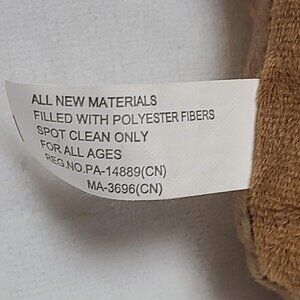 ALL NEW MATERIALS
FILLED WITH POLYESTER FIBERS
SPOT CLEAN ONLY
FOR ALL AGES
REG.NO.PA-14889(CN)
MA-3696(CN)